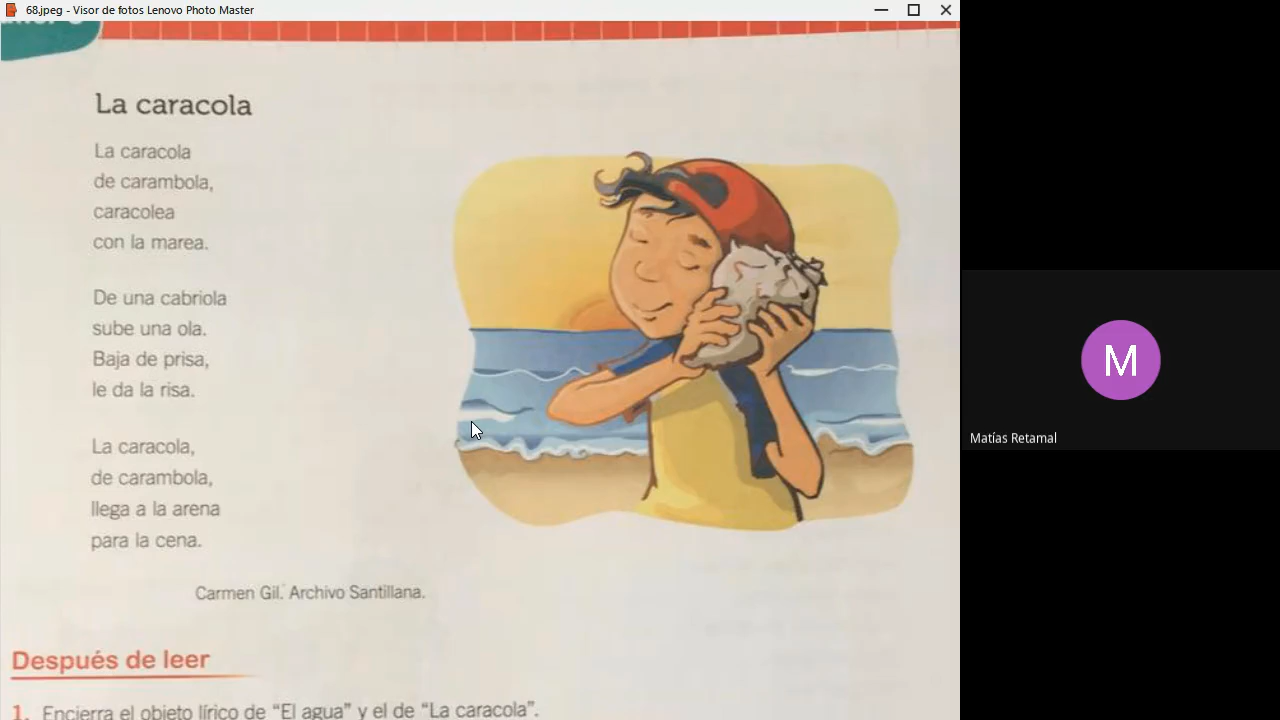 68.jpeg - Visor de fotos Lenovo Photo Master
La caracola
La caracola
de carambola,
caracolea
con la marea.
De una cabriola
sube una ola.
Baja de prisa,
le da la risa.
La caracola,
de carambola,
llega a la arena
para la cena.
Carmen Gil. Archivo Santillana.
Después de leer
1. Encierra el objeto lírico de "El agua" y el de "La caracola".
M
Matías Retamal